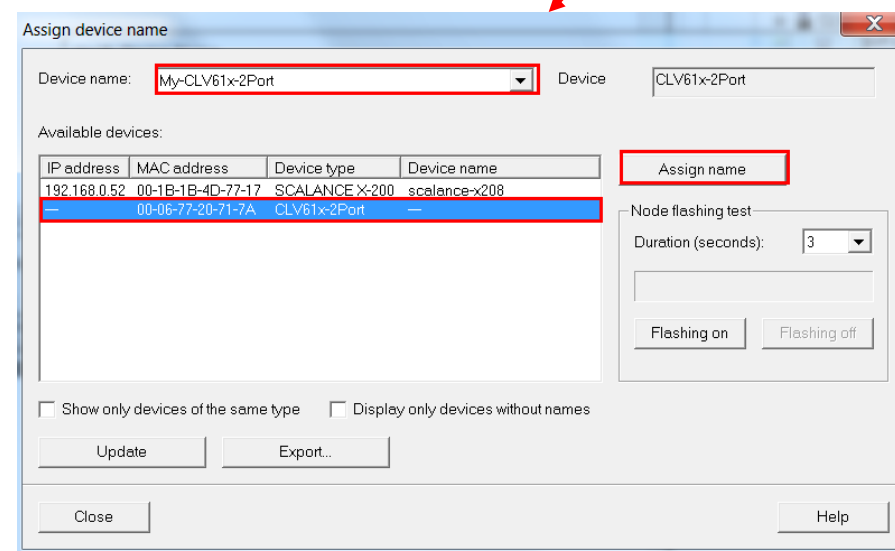 Assign device name
X
Device name: My-CLV61x-2Port Device CLV61x-2Port
Available devices:
IP address MAC address Device type Device name
192.168.0.52 00-1B-1B-4D-77-17 SCALANCE X-200 scalance-x208
— 00-06-77-20-71-7A CLV61x-2Port —
Assign name
Node flashing test
Duration (seconds): 3
Flashing on Flashing off
Show only devices of the same type Display only devices without names
Update Export...
Close Help